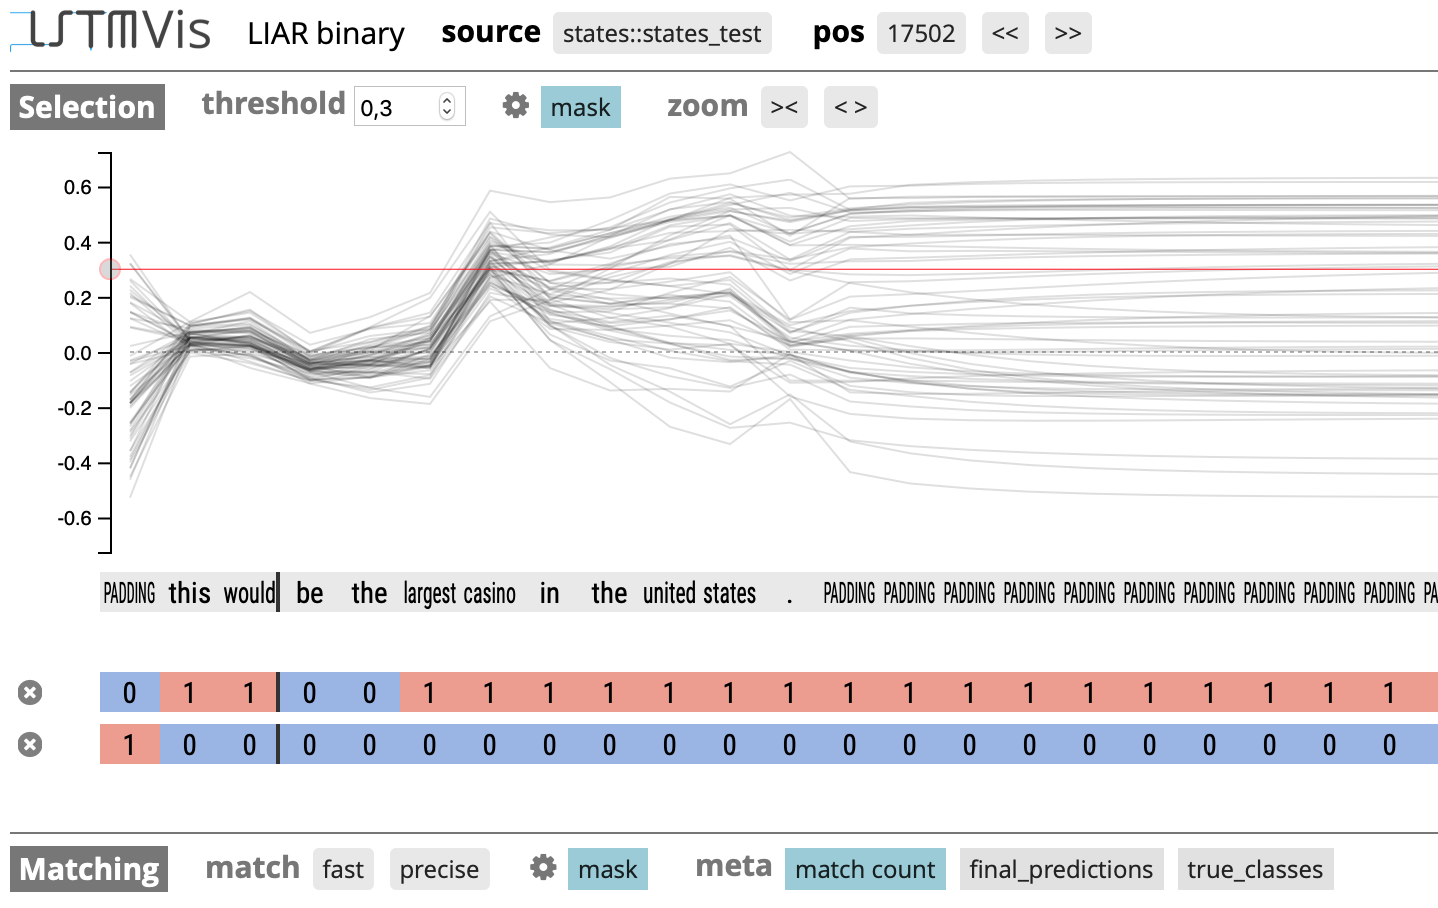 LSTMVis LIAR binary source states::states_test pos 17502 << >>
Selection threshold 0,3 mask zoom >< < >
0.6
0.4
0.2
0.0
-0.2
-0.4
-0.6
PADDING this would be the largest casino in the united states . PADDING PADDING PADDING PADDING PADDING PADDING PADDING PADDING PADDING PADDING PA
0 1 1 0 0 1 1 1 1 1 1 1 1 1 1 1 1 1 1 1 1 1
1 0 0 0 0 0 0 0 0 0 0 0 0 0 0 0 0 0 0 0 0 0
Matching match fast precise mask meta match count final_predictions true_classes